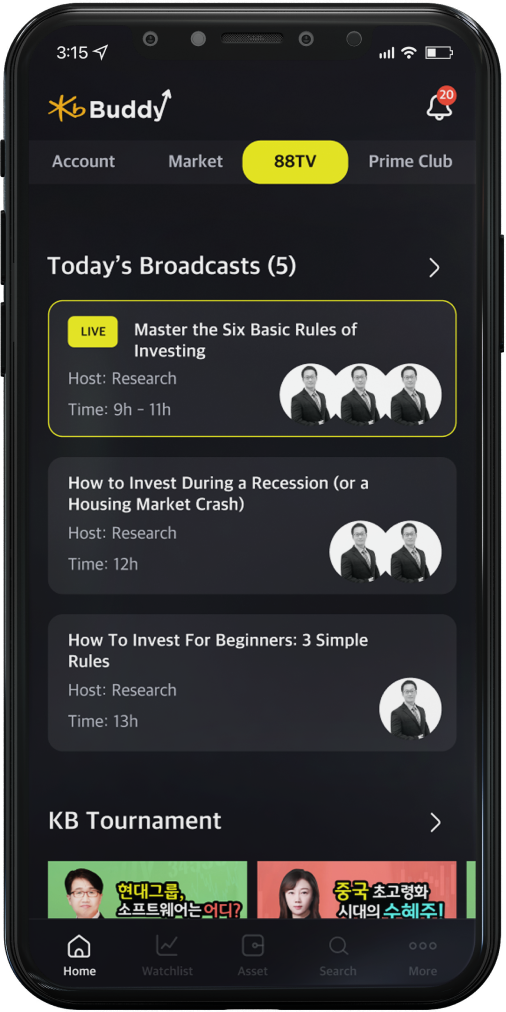 3:15
20
Kb Buddy
Account Market 88TV Prime Club
Today's Broadcasts (5)
LIVE
Master the Six Basic Rules of
Investing
Host: Research
Time: 9h - 11h
How to Invest During a Recession (or a
Housing Market Crash)
Host: Research
Time: 12h
How To Invest For Beginners: 3 Simple
Rules
Host: Research
Time: 13h
KB Tournament
현대그룹,
소프트웨어는 어디?
중국 초고령화
시대의 수혜주!
Home Watchlist Asset Search More